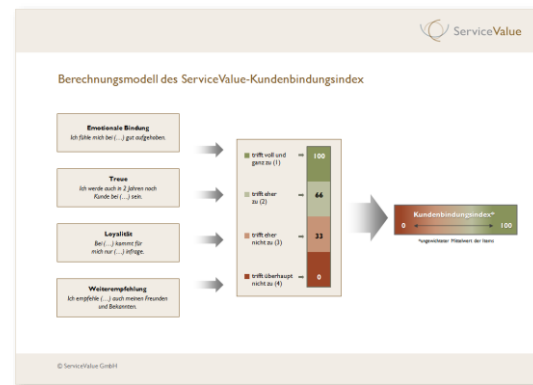 ServiceValue
Berechnungsmodell des ServiceValue-Kundenbindungsindex
Emotionale Bindung
Ich fühle mich bei (...) gut aufgehoben.
Treue
Ich werde auch in 2 Jahren noch
Kunde bei (...) sein.
Loyalität
Bei (...) kommt für
mich nur (...) infrage.
Weiterempfehlung
Ich empfehle (...) auch meinen Freunden
und Bekannten.
trifft voll und
ganz zu (1)
100
trifft eher
zu (2)
66
trifft eher
nicht zu (3)
33
trifft überhaupt
nicht zu (4)
0
Kundenbindungsindex*
0
100
*ungewichteter Mittelwert der Items
© ServiceValue GmbH